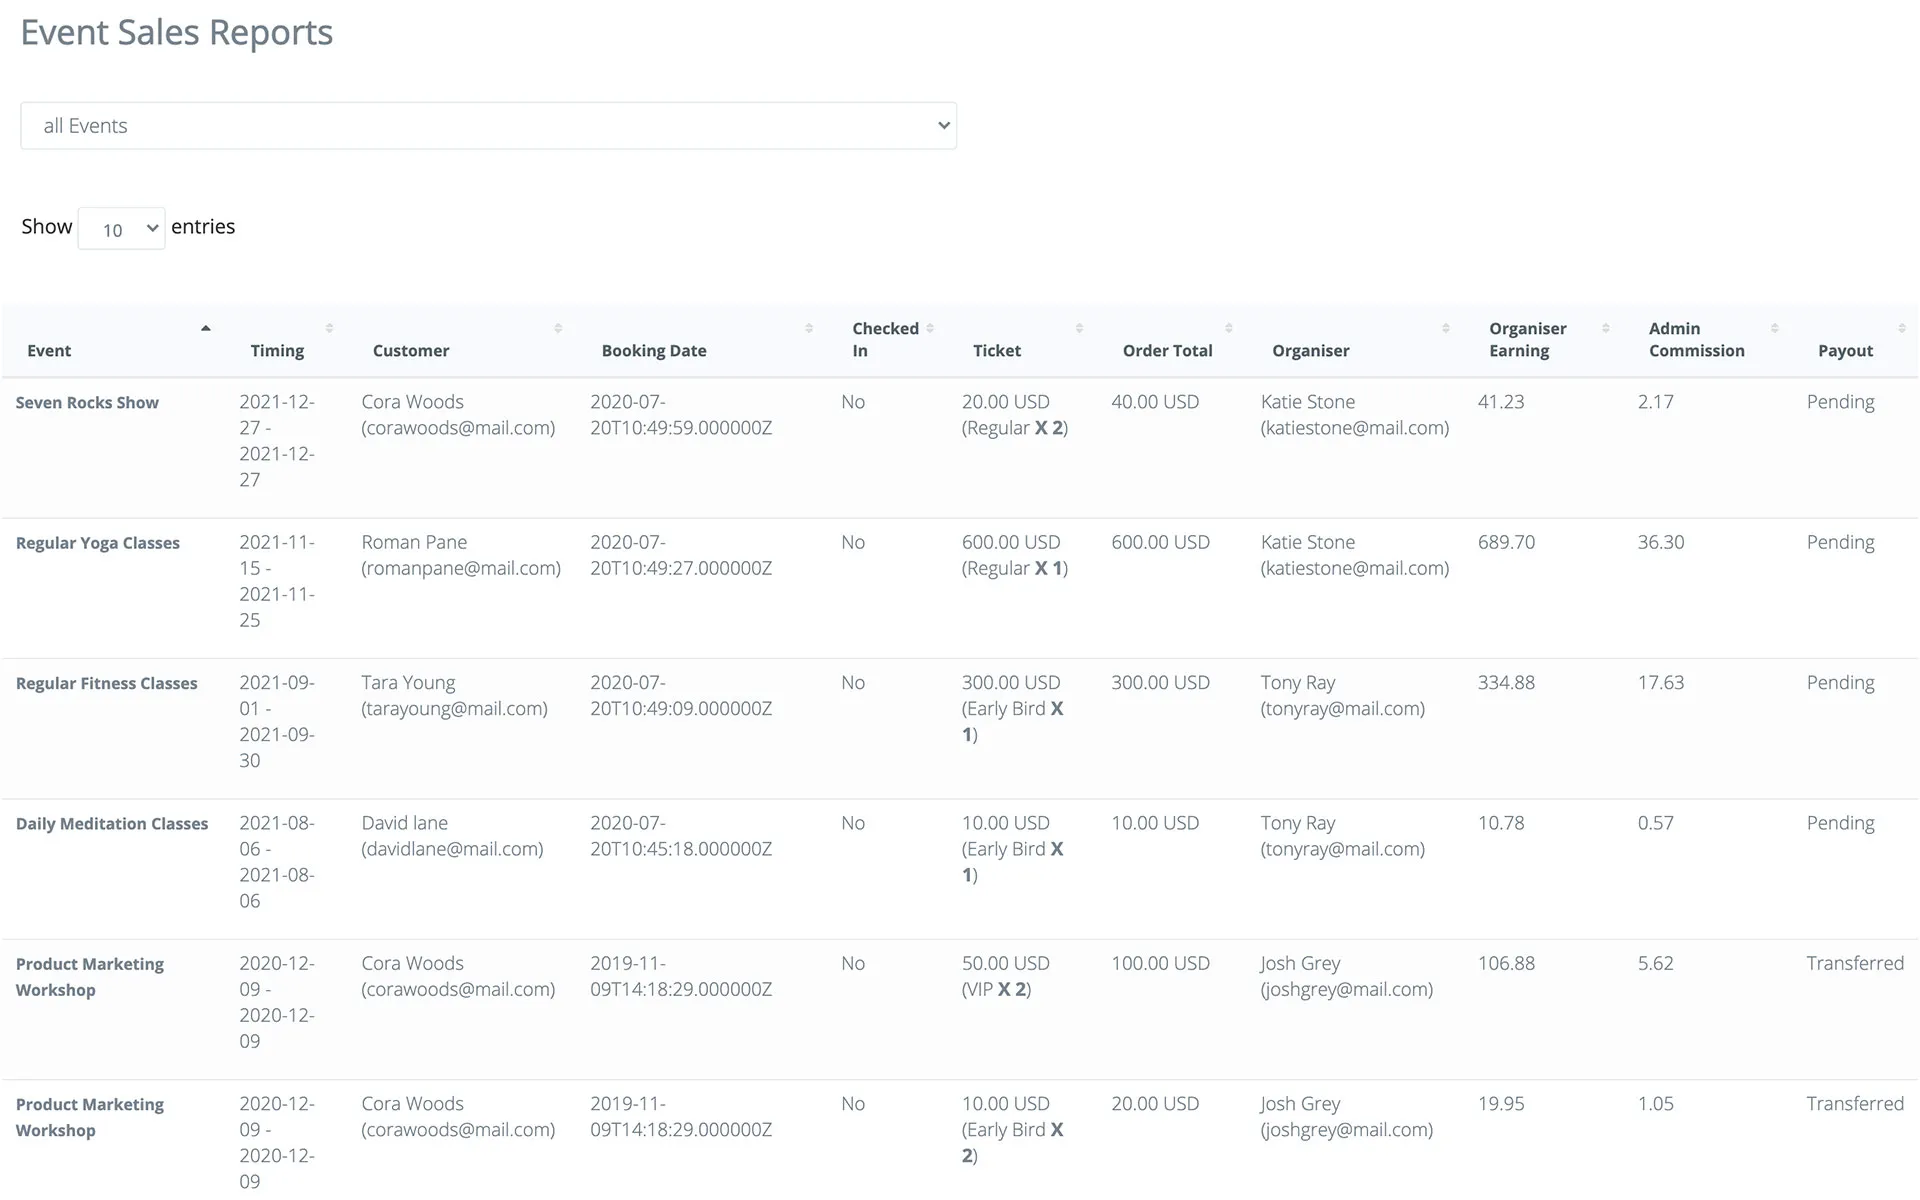 Event Sales Reports
all Events
Show 10 entries
Event Timing Customer Booking Date Checked In Ticket Order Total Organiser Organiser Earning Admin Commission Payout
Seven Rocks Show 2021-12- Cora Woods 2020-07- No 20.00 USD 40.00 USD Katie Stone 41.23 2.17 Pending
27 - (corawoods@mail.com) 20T10:49:59.000000Z (Regular X 2) (katiestone@mail.com)
2021-12-
27
Regular Yoga Classes 2021-11- Roman Pane 2020-07- No 600.00 USD 600.00 USD Katie Stone 689.70 36.30 Pending
15 - (romanpane@mail.com) 20T10:49:27.000000Z (Regular X 1) (katiestone@mail.com)
2021-11-
25
Regular Fitness Classes 2021-09- Tara Young 2020-07- No 300.00 USD 300.00 USD Tony Ray 334.88 17.63 Pending
01 - (tarayoung@mail.com) 20T10:49:09.000000Z (Early Bird X (tonyray@mail.com)
2021-09- 1)
30
Daily Meditation Classes 2021-08- David lane 2020-07- No 10.00 USD 10.00 USD Tony Ray 10.78 0.57 Pending
06 - (davidlane@mail.com) 20T10:45:18.000000Z (Early Bird X (tonyray@mail.com)
2021-08- 1)
06
Product Marketing 2020-12- Cora Woods 2019-11- No 50.00 USD 100.00 USD Josh Grey 106.88 5.62 Transferred
Workshop 09 - (corawoods@mail.com) 09T14:18:29.000000Z (VIP X 2) (joshgrey@mail.com)
2020-12-
09
Product Marketing 2020-12- Cora Woods 2019-11- No 10.00 USD 20.00 USD Josh Grey 19.95 1.05 Transferred
Workshop 09 - (corawoods@mail.com) 09T14:18:29.000000Z (Early Bird X (joshgrey@mail.com)
2020-12- 2)
09